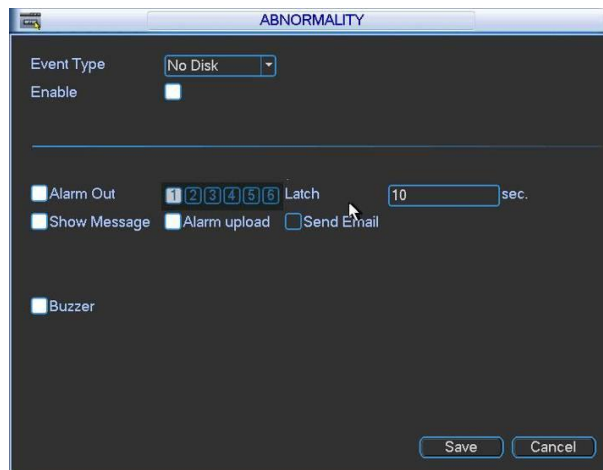 ABNORMALITY
Event Type No Disk
Enable
Alarm Out 1 2 3 4 5 6 Latch 10 sec.
Show Message Alarm upload Send Email
Buzzer
Save Cancel